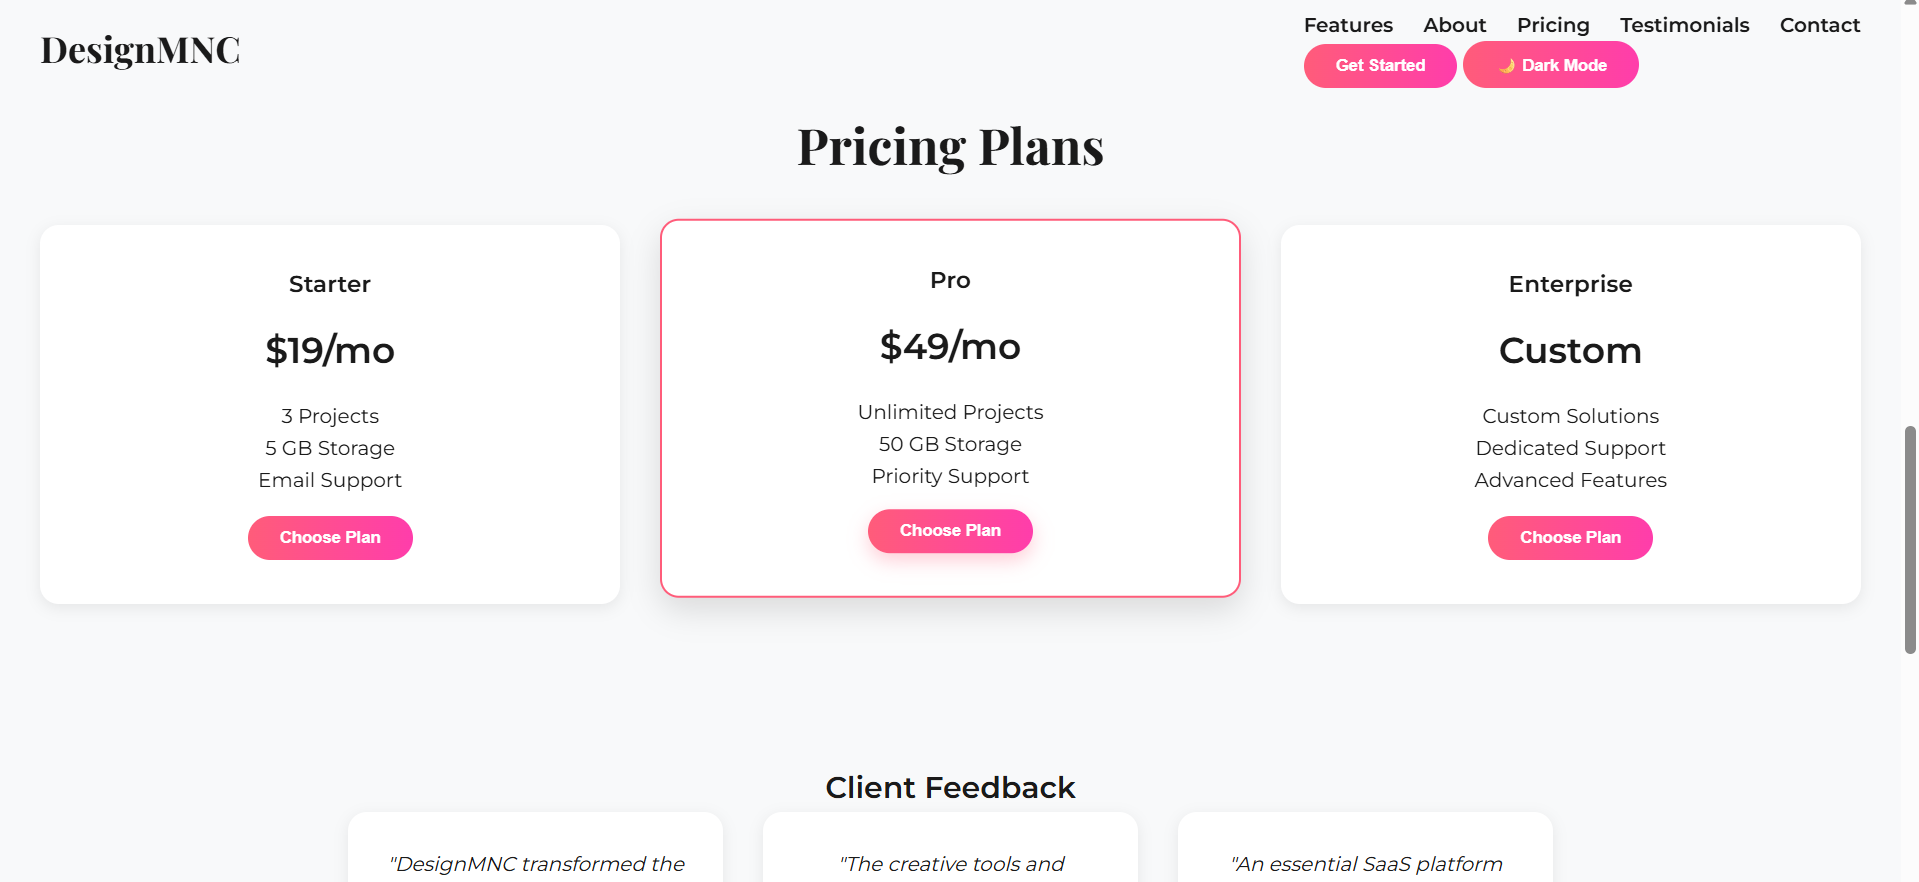 DesignMNC
Features About Pricing Testimonials Contact
Get Started 🌙 Dark Mode
Pricing Plans
Starter
$19/mo
3 Projects
5 GB Storage
Email Support
Choose Plan
Pro
$49/mo
Unlimited Projects
50 GB Storage
Priority Support
Choose Plan
Enterprise
Custom
Custom Solutions
Dedicated Support
Advanced Features
Choose Plan
Client Feedback
"DesignMNC transformed the
"The creative tools and
"An essential SaaS platform